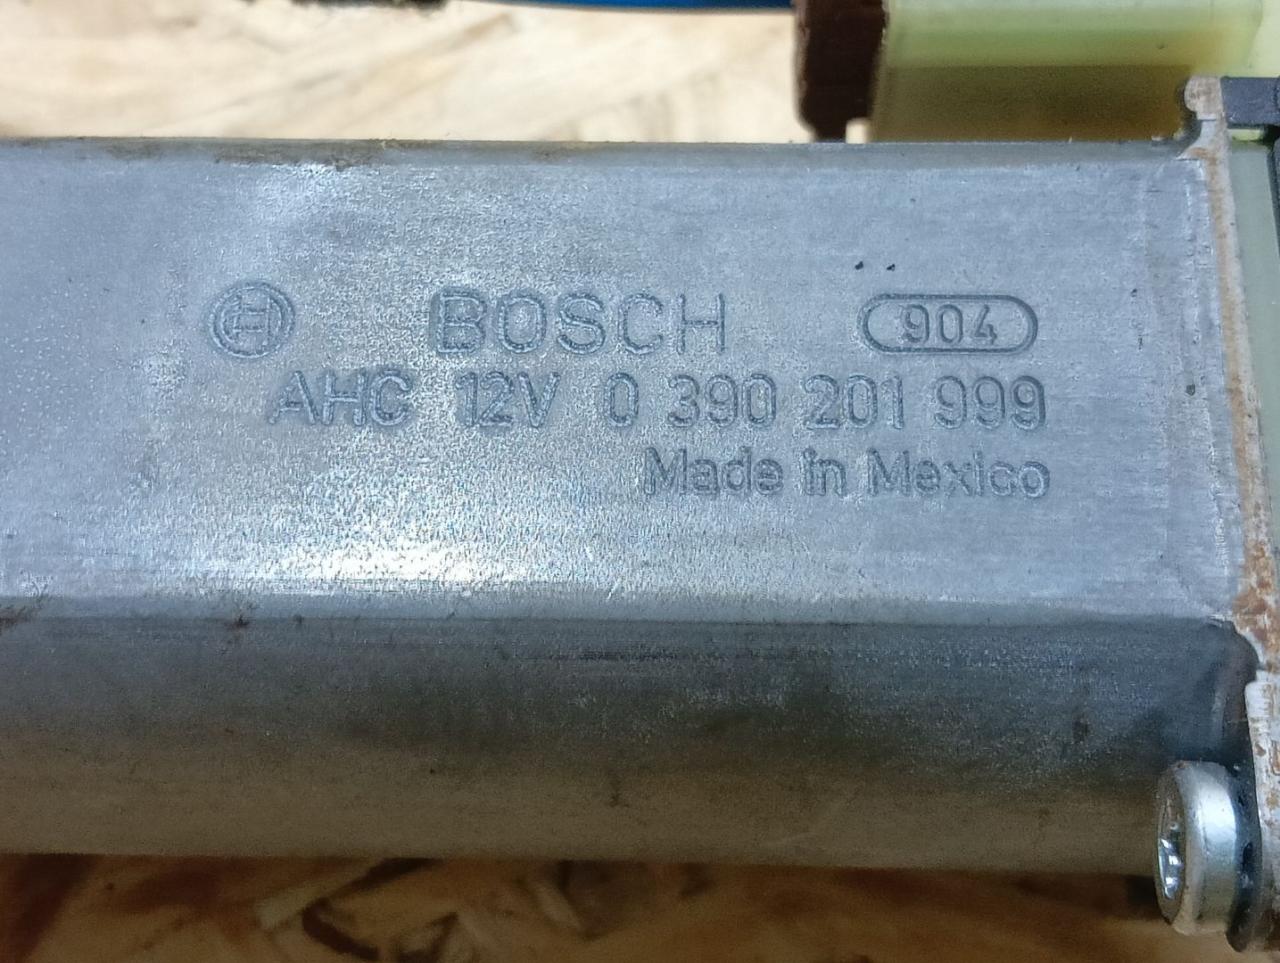 BOSCH 904
AHC 12V 0 390 201 999
Made in Mexico